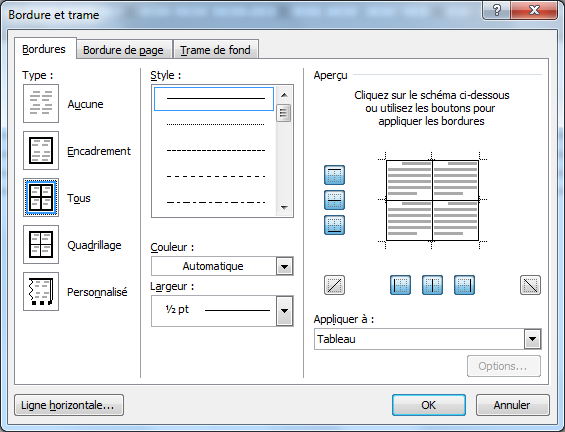 Bordure et trame
Bordures
Bordure de page
Trame de fond
Type :
Aucune
Encadrement
Tous
Quadrillage
Personnalisé
Style :
Couleur :
Automatique
Largeur :
½ pt
Aperçu
Cliquez sur le schéma ci-dessous
ou utilisez les boutons pour
appliquer les bordures
Appliquer à :
Tableau
Options...
Ligne horizontale...
OK
Annuler